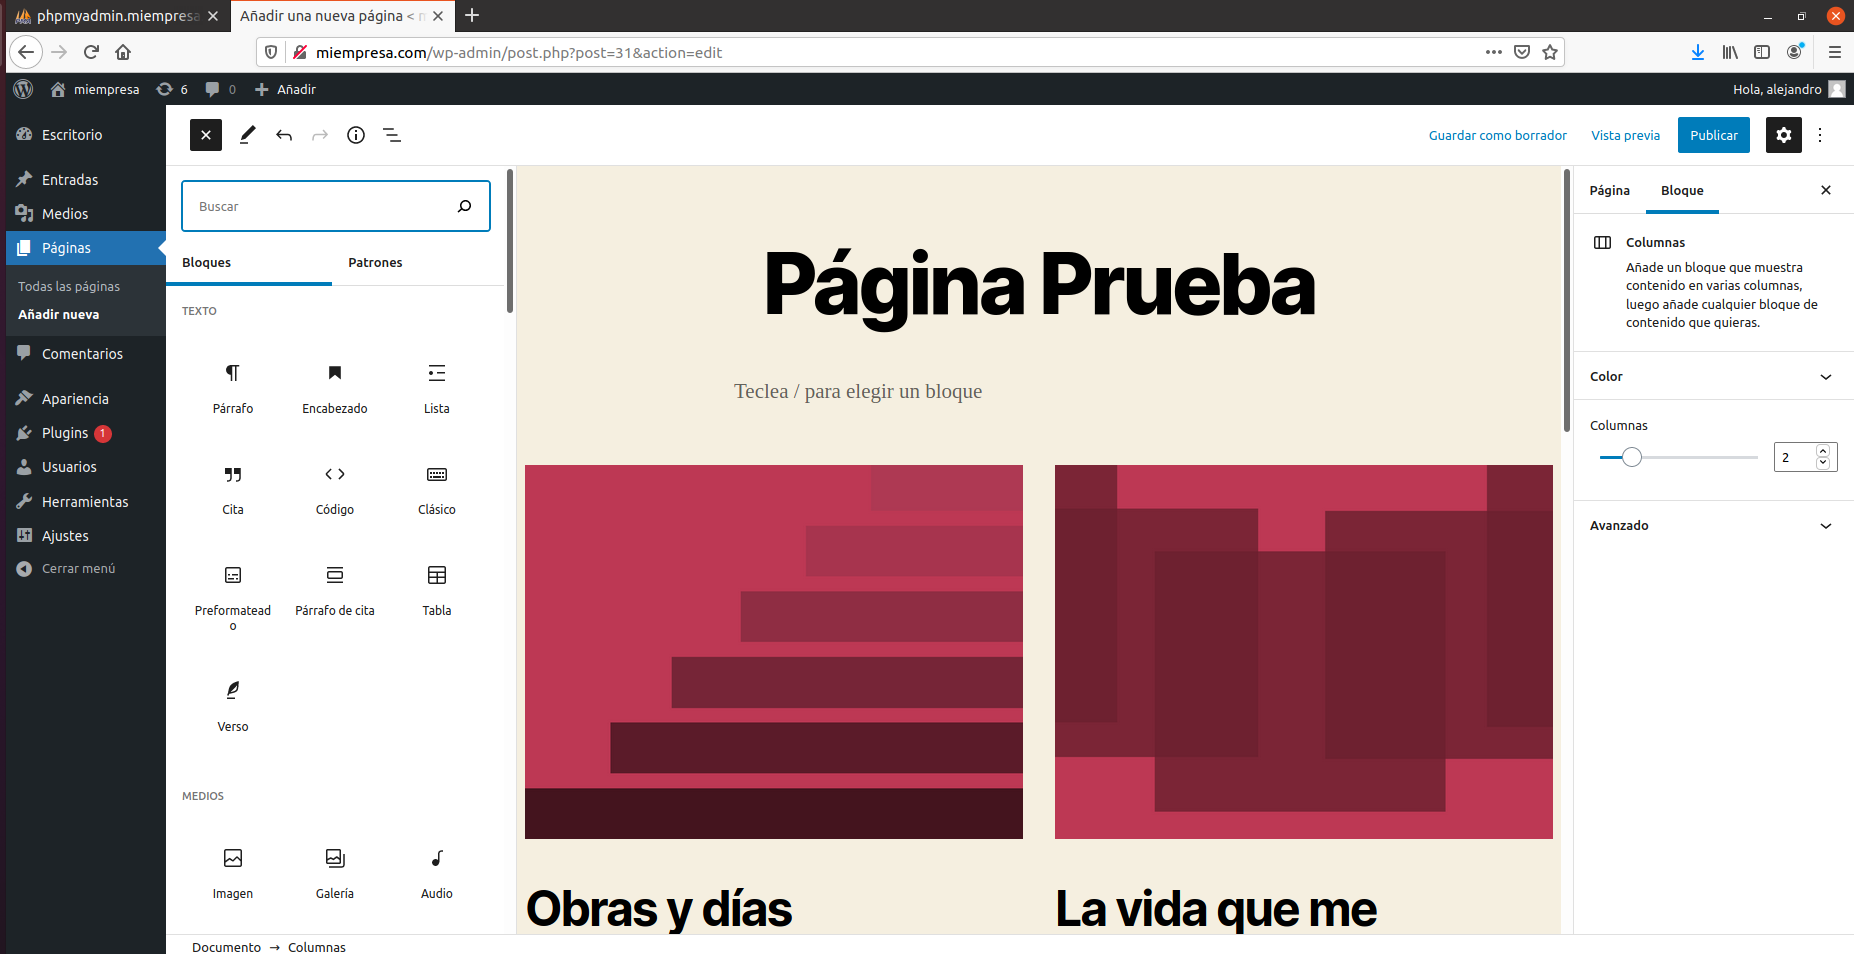 phpmyadmin.miempresa
Añadir una nueva página < m
miempresa.com/wp-admin/post.php?post=31&action=edit
miempresa
6
0
Añadir
Hola, alejandro
Escritorio
Entradas
Medios
Páginas
Todas las páginas
Añadir nueva
Comentarios
Apariencia
Plugins 1
Usuarios
Herramientas
Ajustes
Cerrar menú
Guardar como borrador
Vista previa
Publicar
Buscar
Bloques
Patrones
TEXTO
Párrafo
Encabezado
Lista
Cita
Código
Clásico
Preformatead
o
Párrafo de cita
Tabla
Verso
MEDIOS
Imagen
Galería
Audio
Página Prueba
Teclea / para elegir un bloque
Obras y días
La vida que me
Página
Bloque
Columnas
Añade un bloque que muestra
contenido en varias columnas,
luego añade cualquier bloque de
contenido que quieras.
Color
Columnas
2
Avanzado
Documento → Columnas